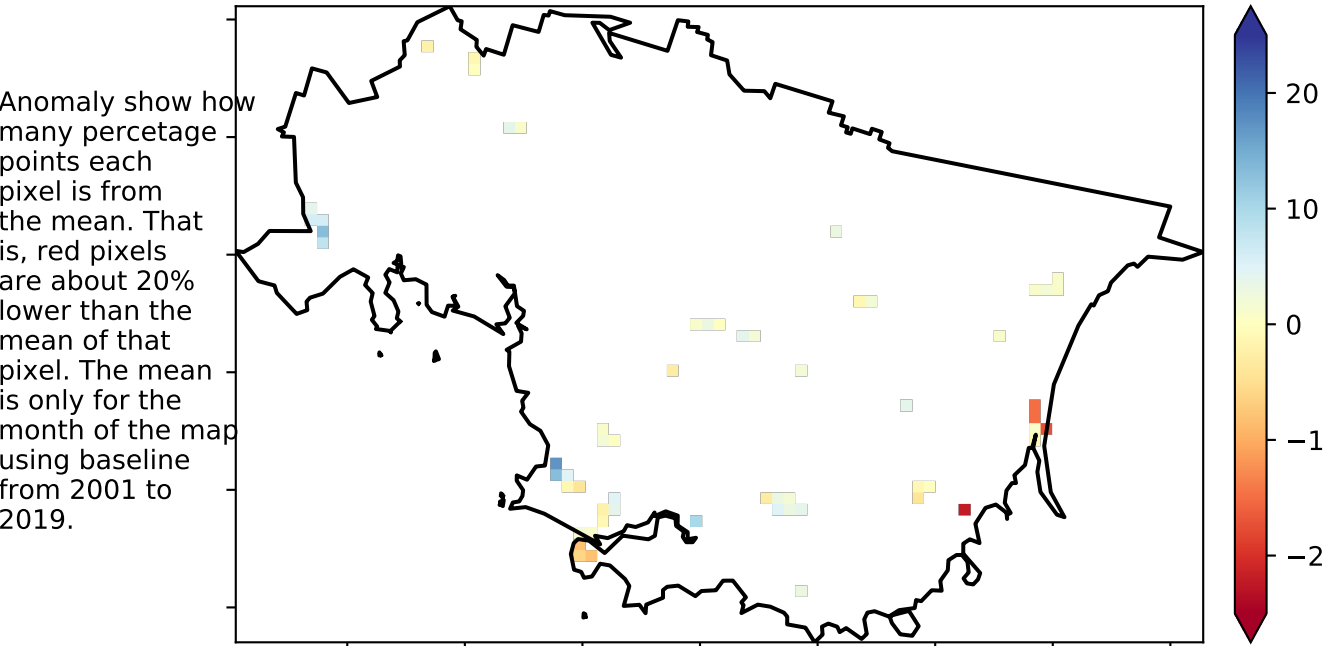 Anomaly show how
many percetage
points each
pixel is from
the mean. That
is, red pixels
are about 20%
lower than the
mean of that
pixel. The mean
is only for the
month of the map
using baseline
from 2001 to
2019.
20
10
0
−1
−2